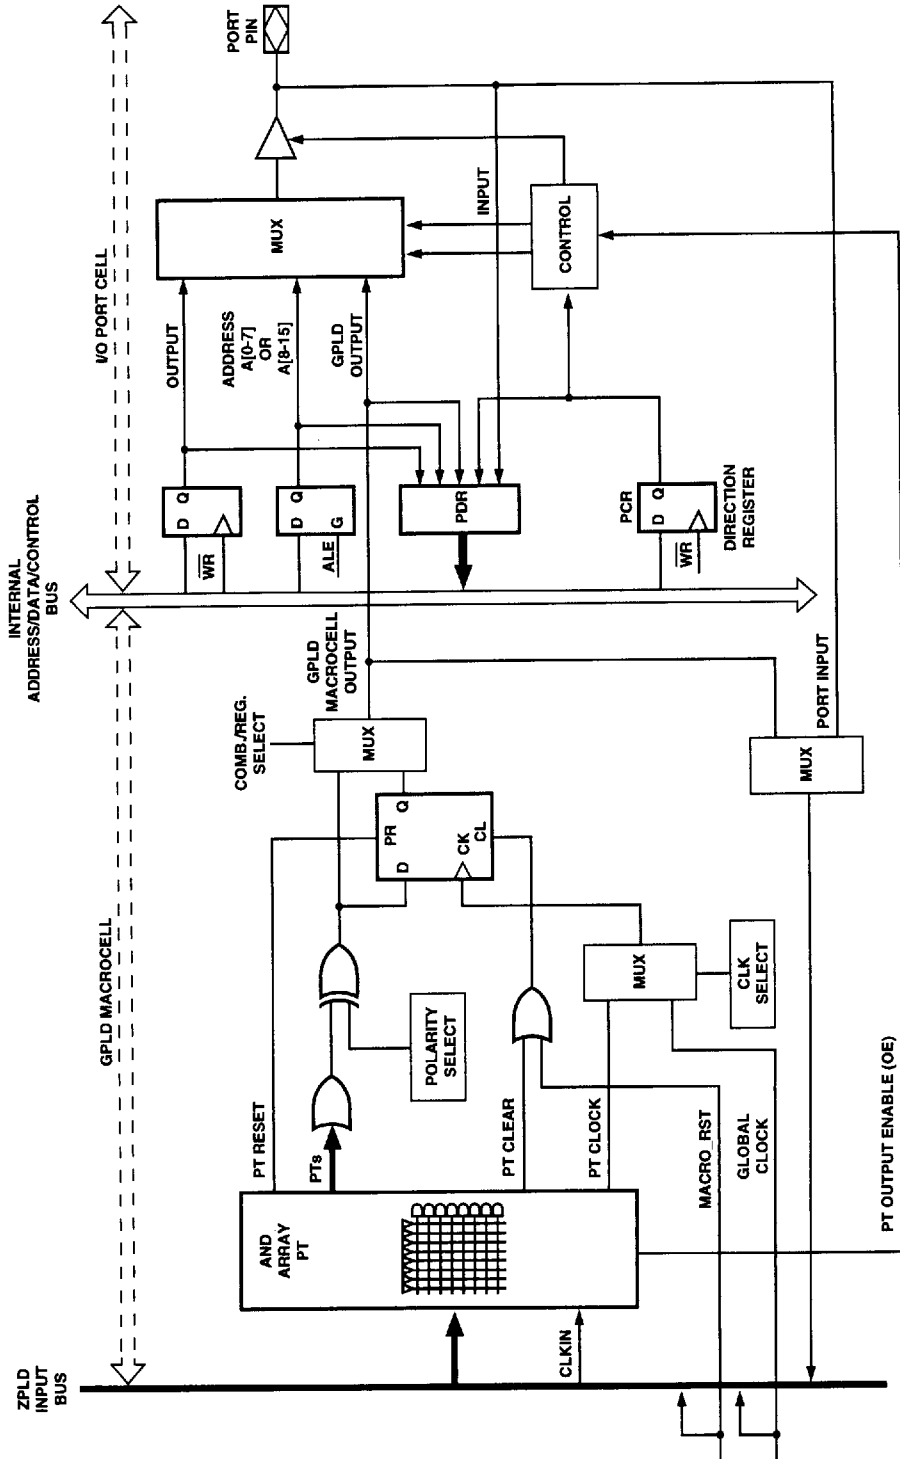 ZPLD
INPUT
BUS
GPLD MACROCELL
INTERNAL
ADDRESS/DATA/CONTROL
BUS
I/O PORT CELL
PORT
PIN
AND
ARRAY
PT
CLKIN
PT RESET
PTs
PT CLEAR
PT CLOCK
MACRO_RST
GLOBAL
CLOCK
PT OUTPUT ENABLE (OE)
POLARITY
SELECT
CLK
SELECT
MUX
COMB./REG.
SELECT
PR
D
Q
CK
CL
MUX
GPLD
MACROCELL
OUTPUT
MUX
PORT INPUT
D
Q
WR
D
Q
G
ALE
PDR
PCR
D
Q
WR
DIRECTION
REGISTER
OUTPUT
ADDRESS
A[0-7]
OR
A[8-15]
GPLD
OUTPUT
MUX
INPUT
CONTROL